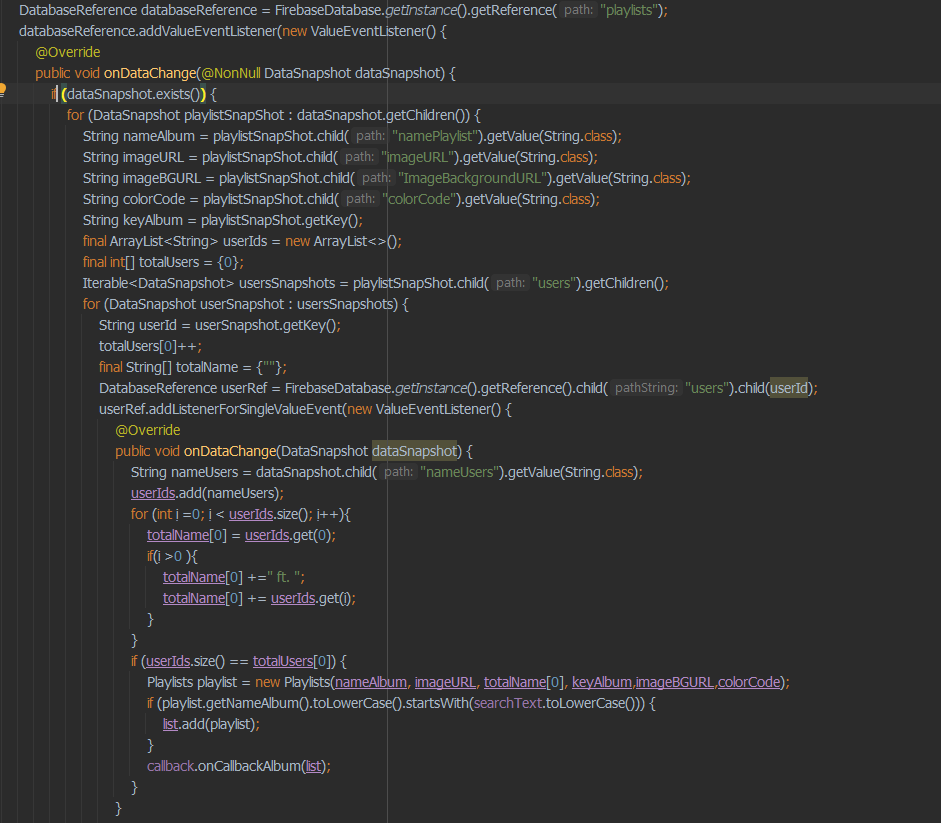 DatabaseReference databaseReference = FirebaseDatabase.getInstance().getReference( path: "playlists");
databaseReference.addValueEventListener(new ValueEventListener() {
@Override
public void onDataChange(@NonNull DataSnapshot dataSnapshot) {
if (dataSnapshot.exists()) {
for (DataSnapshot playlistSnapShot : dataSnapshot.getChildren()) {
String nameAlbum = playlistSnapShot.child( path: "namePlaylist").getValue(String.class);
String imageURL = playlistSnapShot.child( path: "imageURL").getValue(String.class);
String imageBGURL = playlistSnapShot.child( path: "ImageBackgroundURL").getValue(String.class);
String colorCode = playlistSnapShot.child( path: "colorCode").getValue(String.class);
String keyAlbum = playlistSnapShot.getKey();
final ArrayList<String> userIds = new ArrayList<>();
final int[] totalUsers = {0};
Iterable<DataSnapshot> usersSnapshots = playlistSnapShot.child( path: "users").getChildren();
for (DataSnapshot userSnapshot : usersSnapshots) {
String userId = userSnapshot.getKey();
totalUsers[0]++;
final String[] totalName = {""};
DatabaseReference userRef = FirebaseDatabase.getInstance().getReference().child( pathString: "users").child(userId);
userRef.addListenerForSingleValueEvent(new ValueEventListener() {
@Override
public void onDataChange(DataSnapshot dataSnapshot) {
String nameUsers = dataSnapshot.child( path: "nameUsers").getValue(String.class);
userIds.add(nameUsers);
for (int i =0; i < userIds.size(); i++){
totalName[0] = userIds.get(0);
if(i >0 ){
totalName[0] +=" ft. ";
totalName[0] += userIds.get(i);
}
}
if (userIds.size() == totalUsers[0]) {
Playlists playlist = new Playlists(nameAlbum, imageURL, totalName[0], keyAlbum,imageBGURL,colorCode);
if (playlist.getNameAlbum().toLowerCase().startsWith(searchText.toLowerCase())) {
list.add(playlist);
}
callback.onCallbackAlbum(list);
}
}